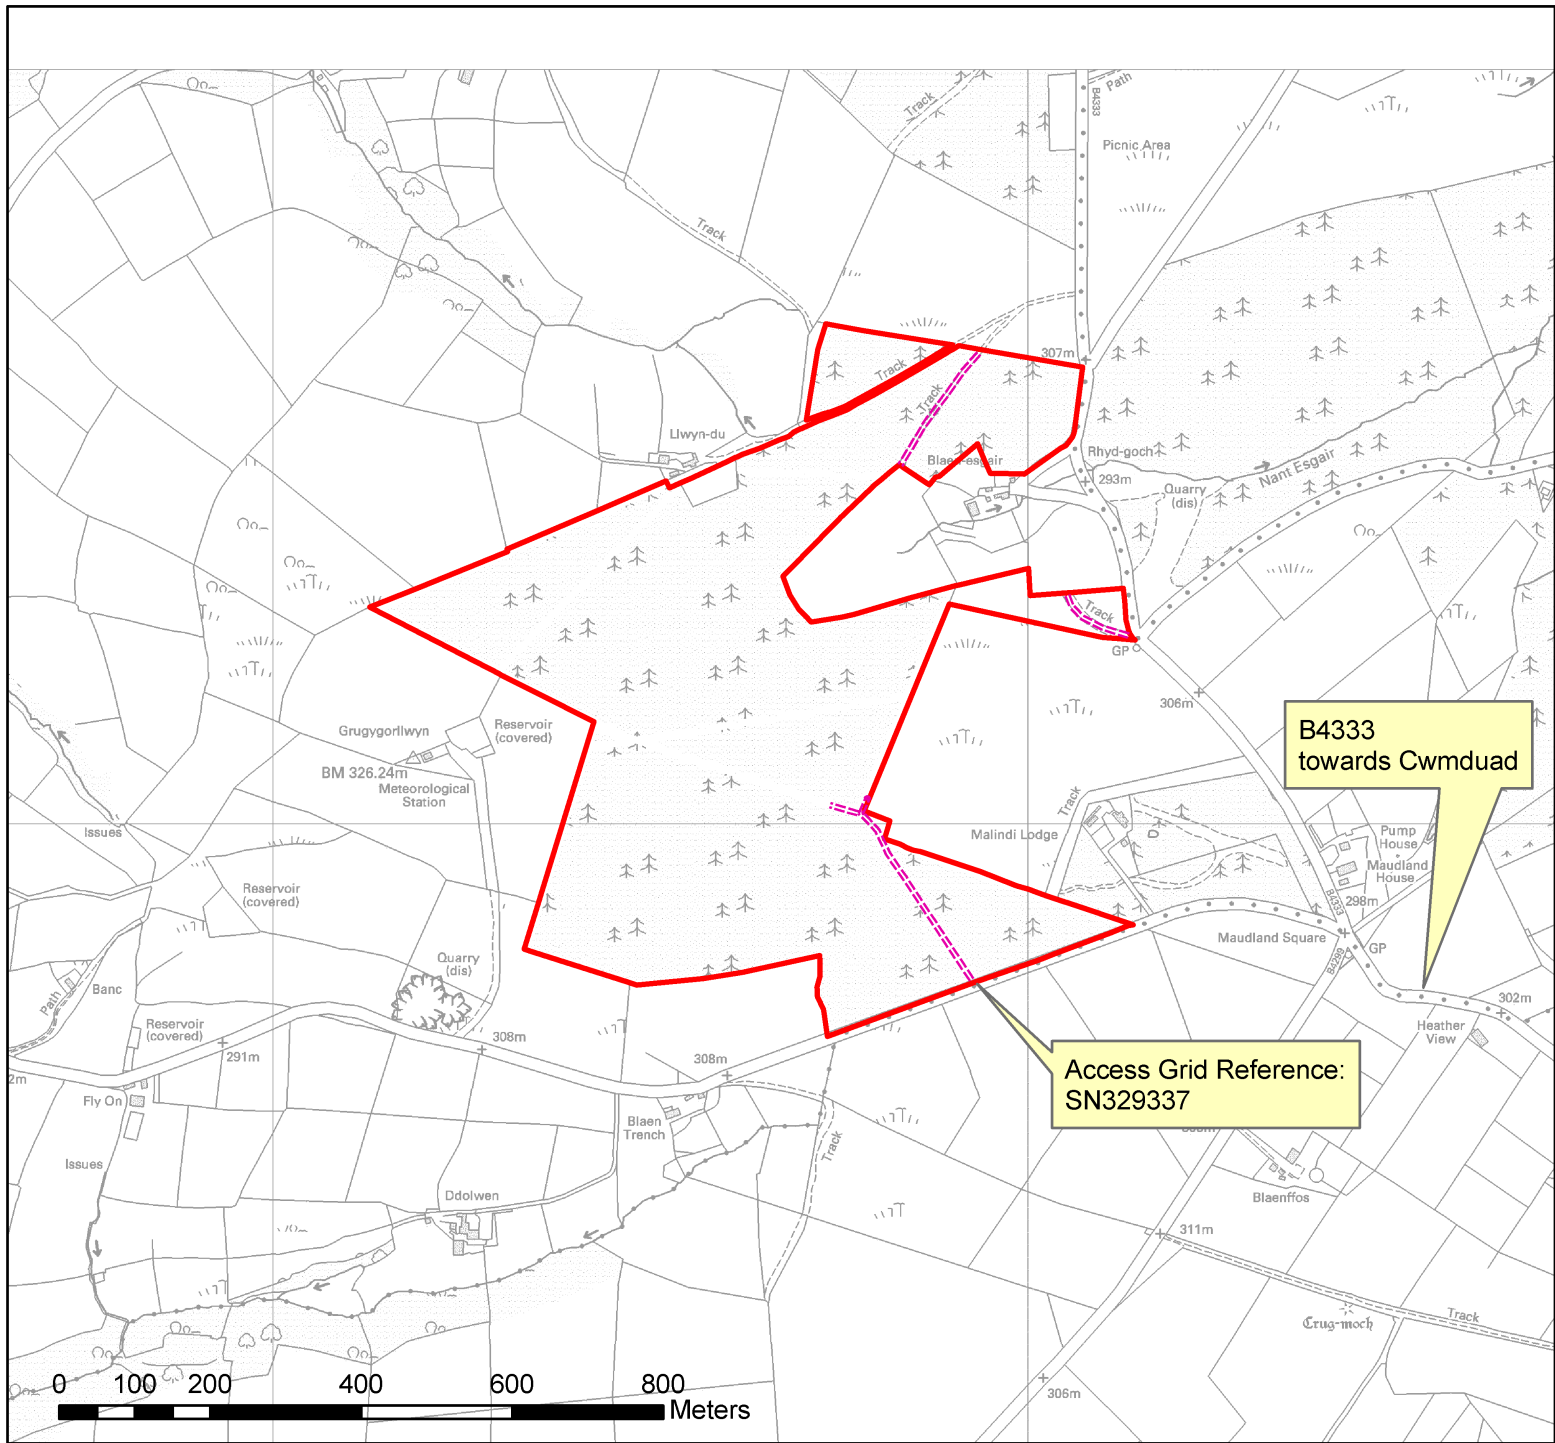 Path
B4333
Track
Picnic Area
Track
307m
Track
Track
Llwyn-du
Rhyd-goch
Blaen-esgair
Nant Esgair
293m
Quarry
(dis)
Track
GP
306m
B4333
towards Cwmduad
Grugygorllwyn
Reservoir
(covered)
BM 326.24m
Meteorological
Station
Track
Issues
Malindi Lodge
Pump
House
Maudland
House
Reservoir
(covered)
B4333
298m
Maudland Square
GP
B4299
Quarry
(dis)
Path
Banc
Reservoir
(covered)
291m
308m
308m
302m
Heather
View
2m
Fly On
Access Grid Reference:
SN329337
Blaen
Trench
Track
Issues
Ddolwen
Blaenffos
311m
Crug-moch
Track
306m
0 100 200 400 600 800
Meters